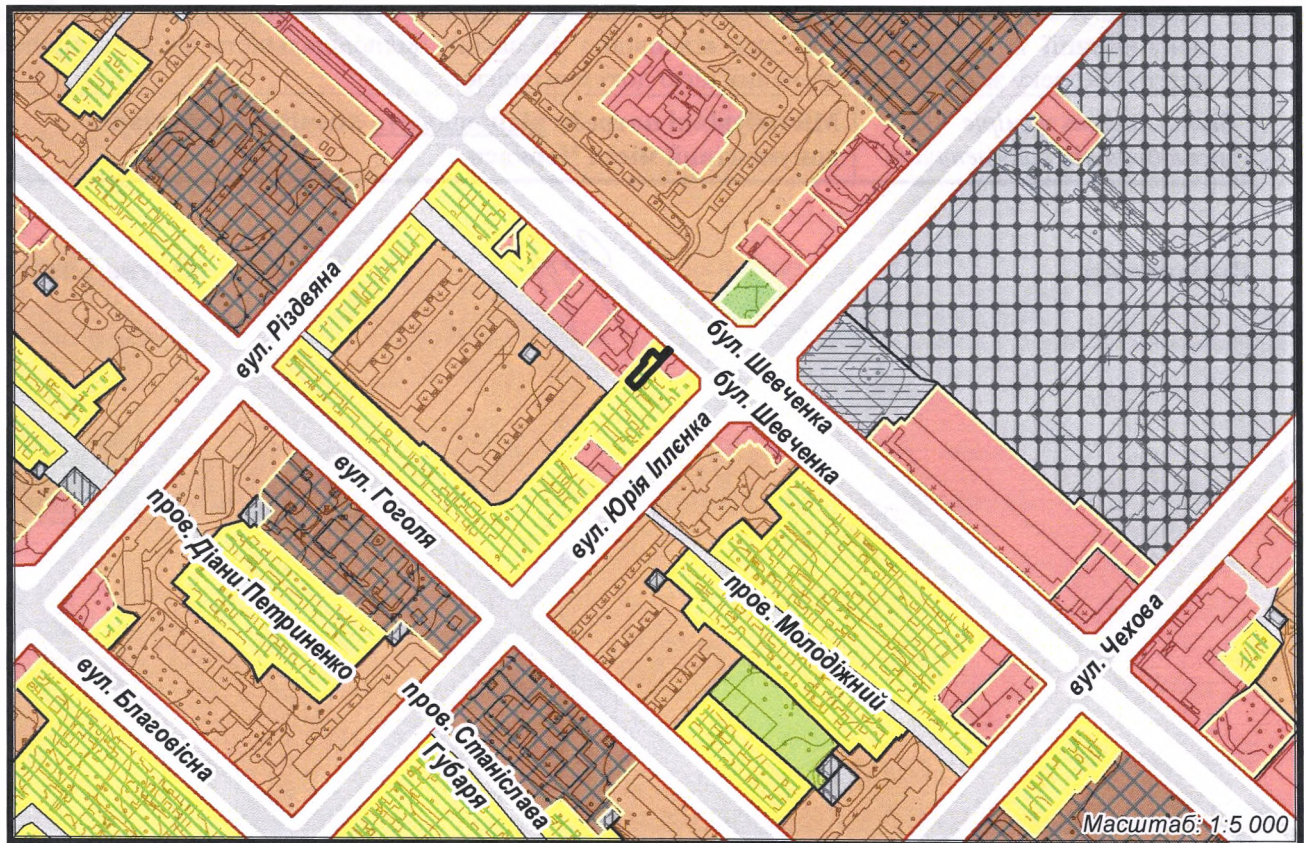 вул. Різдвяна
бул. Шевченка
бул. Шевченка
вул. Гоголя
вул. Юрія Іллєнка
пров. Діани Петриненко
пров. Молодіжний
вул. Чехова
вул. Благовісна
пров. Станіслава
Губаря
Масштаб: 1:5 000